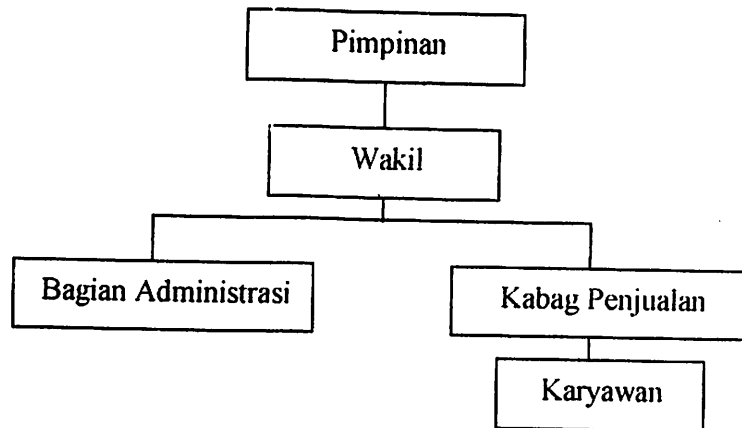 Pimpinan
Wakil
Bagian Administrasi
Kabag Penjualan
Karyawan